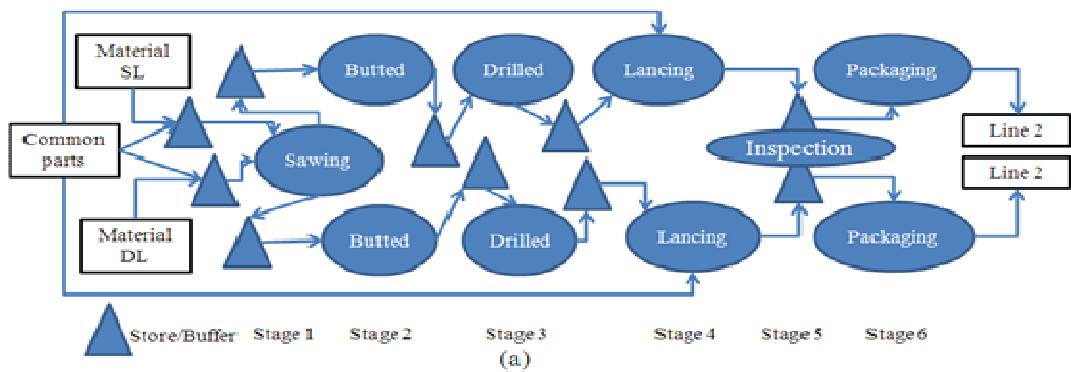 Material
SL
Butted
Drilled
Lancing
Packaging
Common
parts
Sawing
Inspection
Line 2
Line 2
Material
DL
Butted
Drilled
Lancing
Packaging
Store/Buffer
Stage 1
Stage 2
Stage 3
Stage 4
Stage 5
Stage 6
(a)